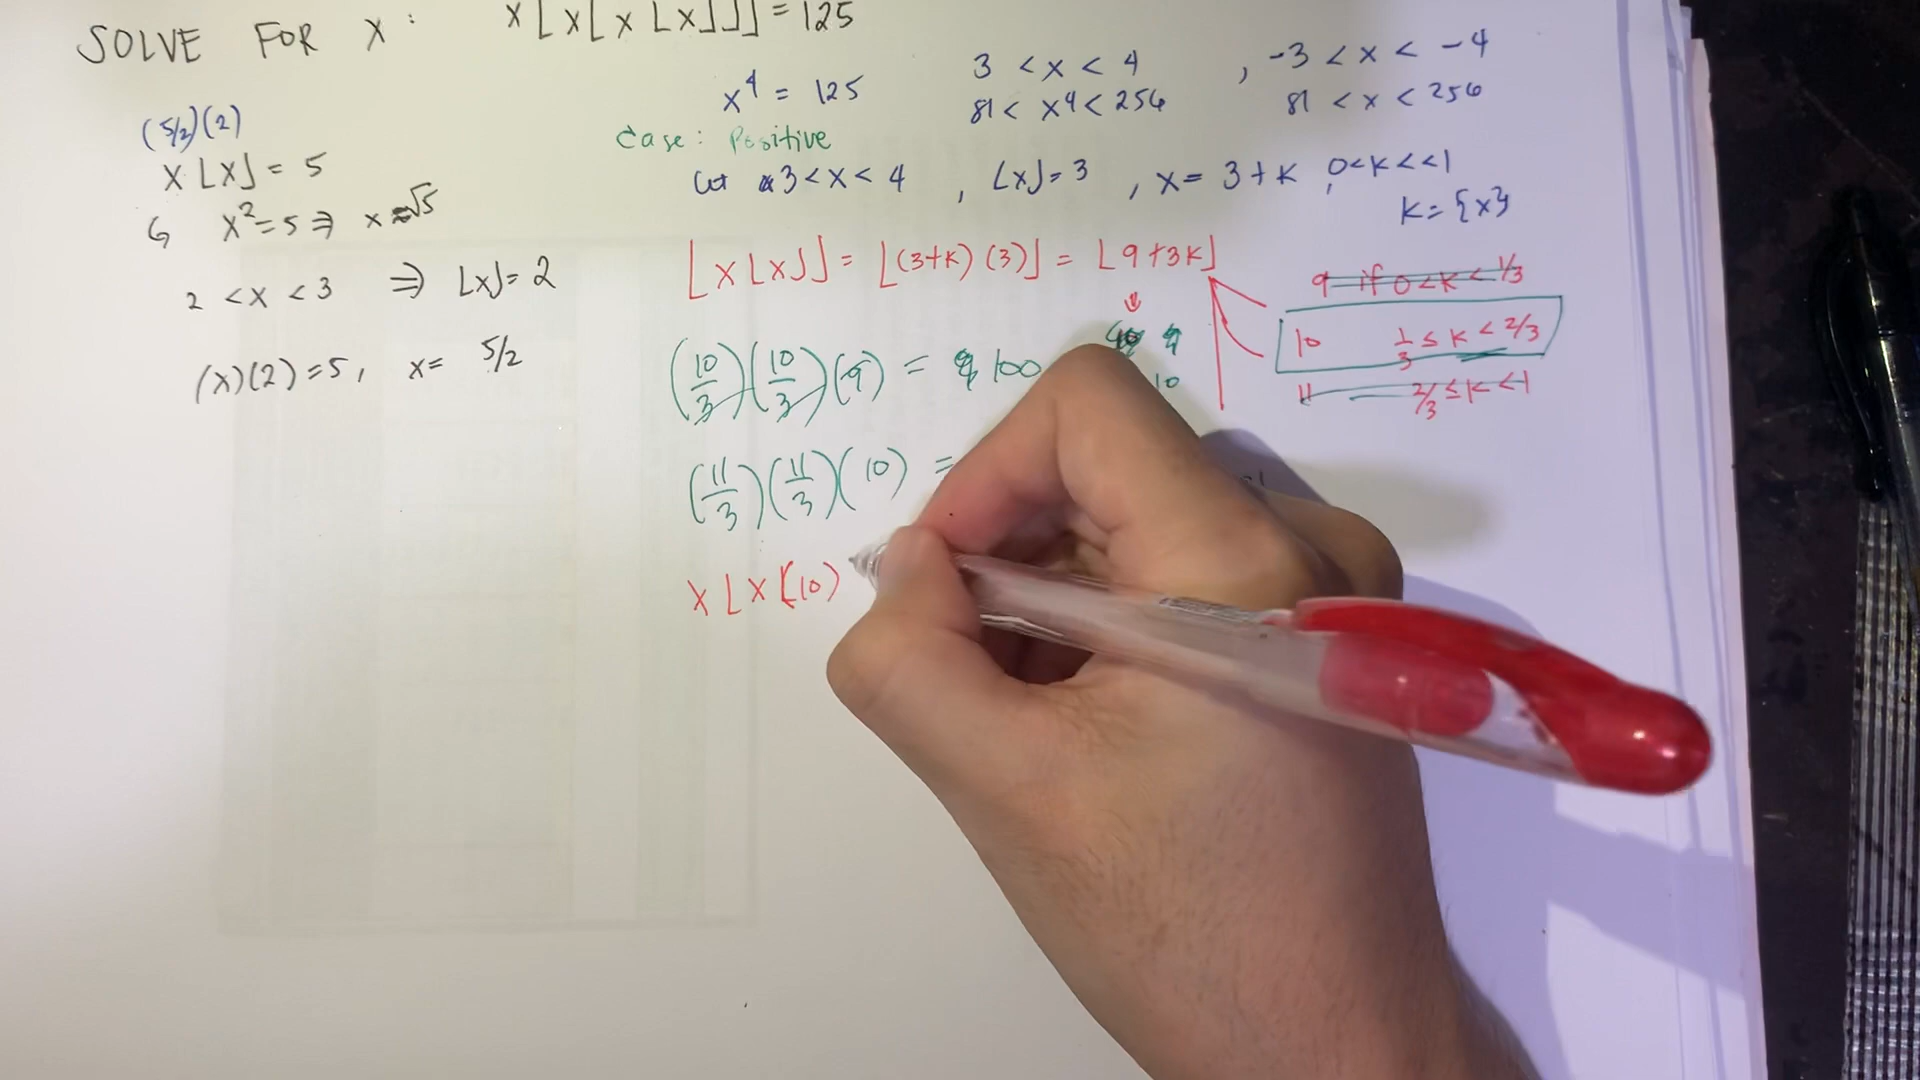 SOLVE FOR X : X⌊X⌊X⌊X⌋⌋⌋ = 125
(5/2)(2)
X⌊X⌋ = 5
X² = 5 ⇒ X = √5
2 < X < 3 ⇒ ⌊X⌋ = 2
(X)(2) = 5, X = 5/2
X⁴ = 125
3 < X < 4
81 < X⁴ < 256
, -3 < X < -4
81 < X < 256
Case: Positive
Let 3 < X < 4 , ⌊X⌋ = 3 , X = 3 + K , 0 < K << 1
K = {X}
⌊X⌊X⌋⌋ = ⌊(3+K)(3)⌋ = ⌊9+3K⌋
9 if 0 < K < 1/3
10 1/3 ≤ K < 2/3
11 2/3 ≤ K < 1
(10/3)(10/3)(9) = 100
9
10
(11/3)(11/3)(10) =
X⌊X(10)